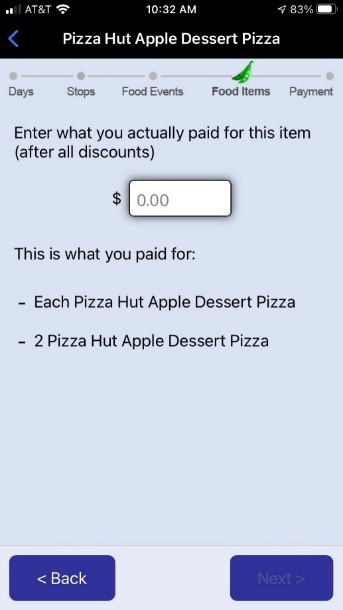 AT&T 10:32 AM 83%
Pizza Hut Apple Dessert Pizza
Days Stops Food Events Food Items Payment
Enter what you actually paid for this item
(after all discounts)
$ 0.00
This is what you paid for:
- Each Pizza Hut Apple Dessert Pizza
- 2 Pizza Hut Apple Dessert Pizza
< Back Next >